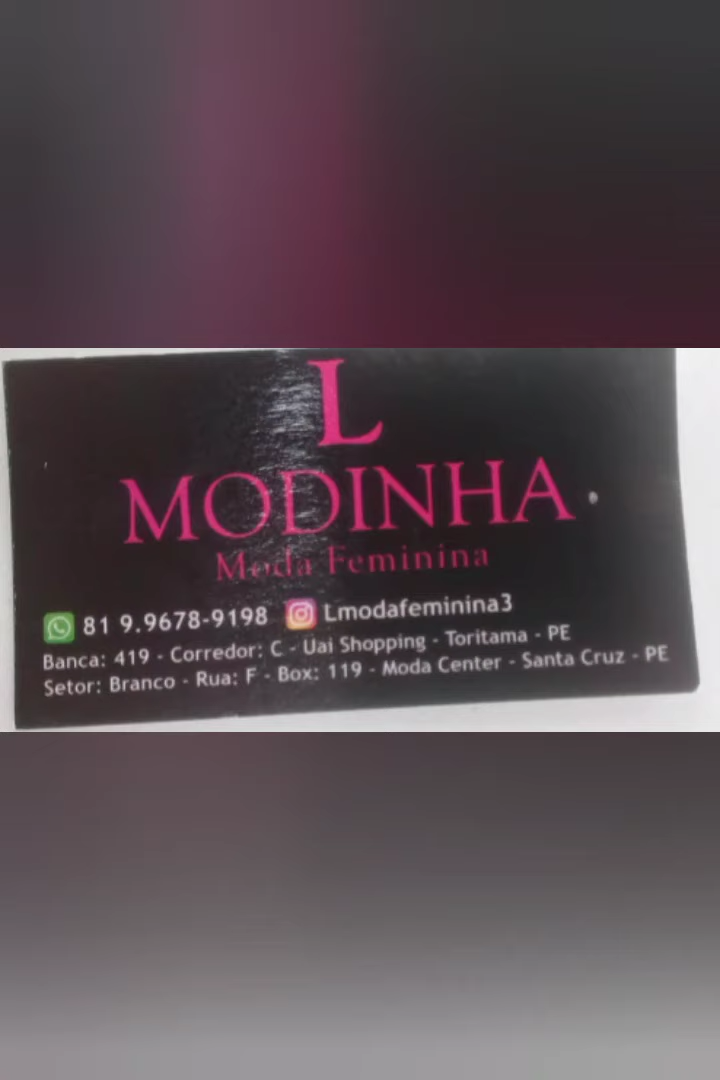 L
MODINHA
Moda Feminina
81 9.9678-9198 Lmodafeminina3
Banca: 419 - Corredor: C - Uai Shopping - Toritama - PE
Setor: Branco - Rua: F - Box: 119 - Moda Center - Santa Cruz - PE